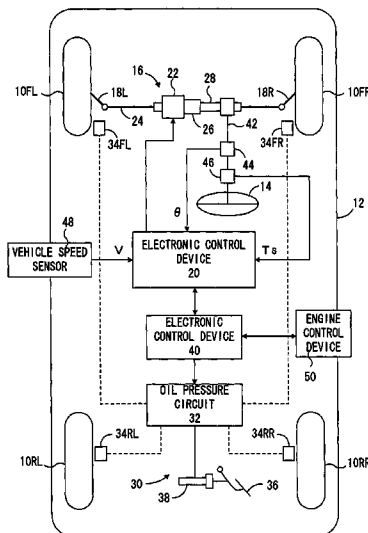 16
22
28
10FL
18L
18R
10FR
24
26
42
34FL
34FR
44
46
14
θ
12
48
VEHICLE SPEED
SENSOR
V
ELECTRONIC CONTROL
DEVICE
20
Ts
ELECTRONIC CONTROL
DEVICE
40
ENGINE
CONTROL
DEVICE
50
OIL PRESSURE
CIRCUIT
32
34RL
34RR
10RL
10RR
30
38
36